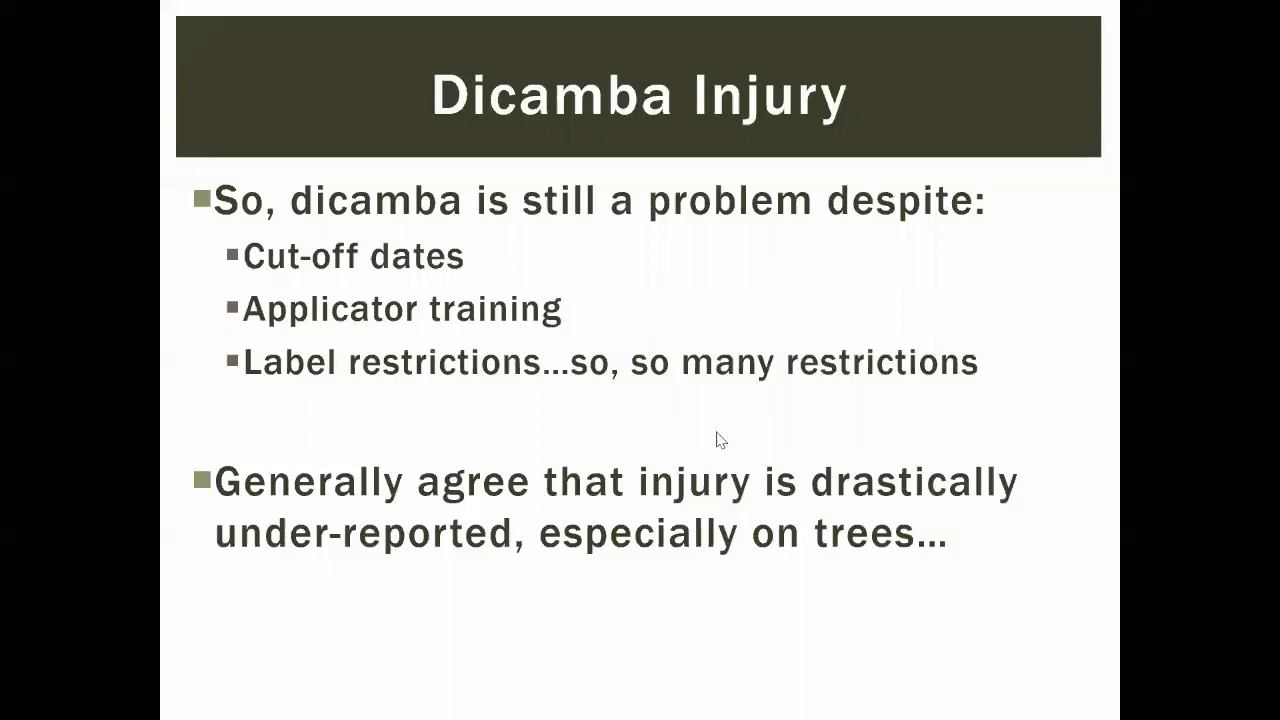 Dicamba Injury
So, dicamba is still a problem despite:
Cut-off dates
Applicator training
Label restrictions...so, so many restrictions
Generally agree that injury is drastically
under-reported, especially on trees...